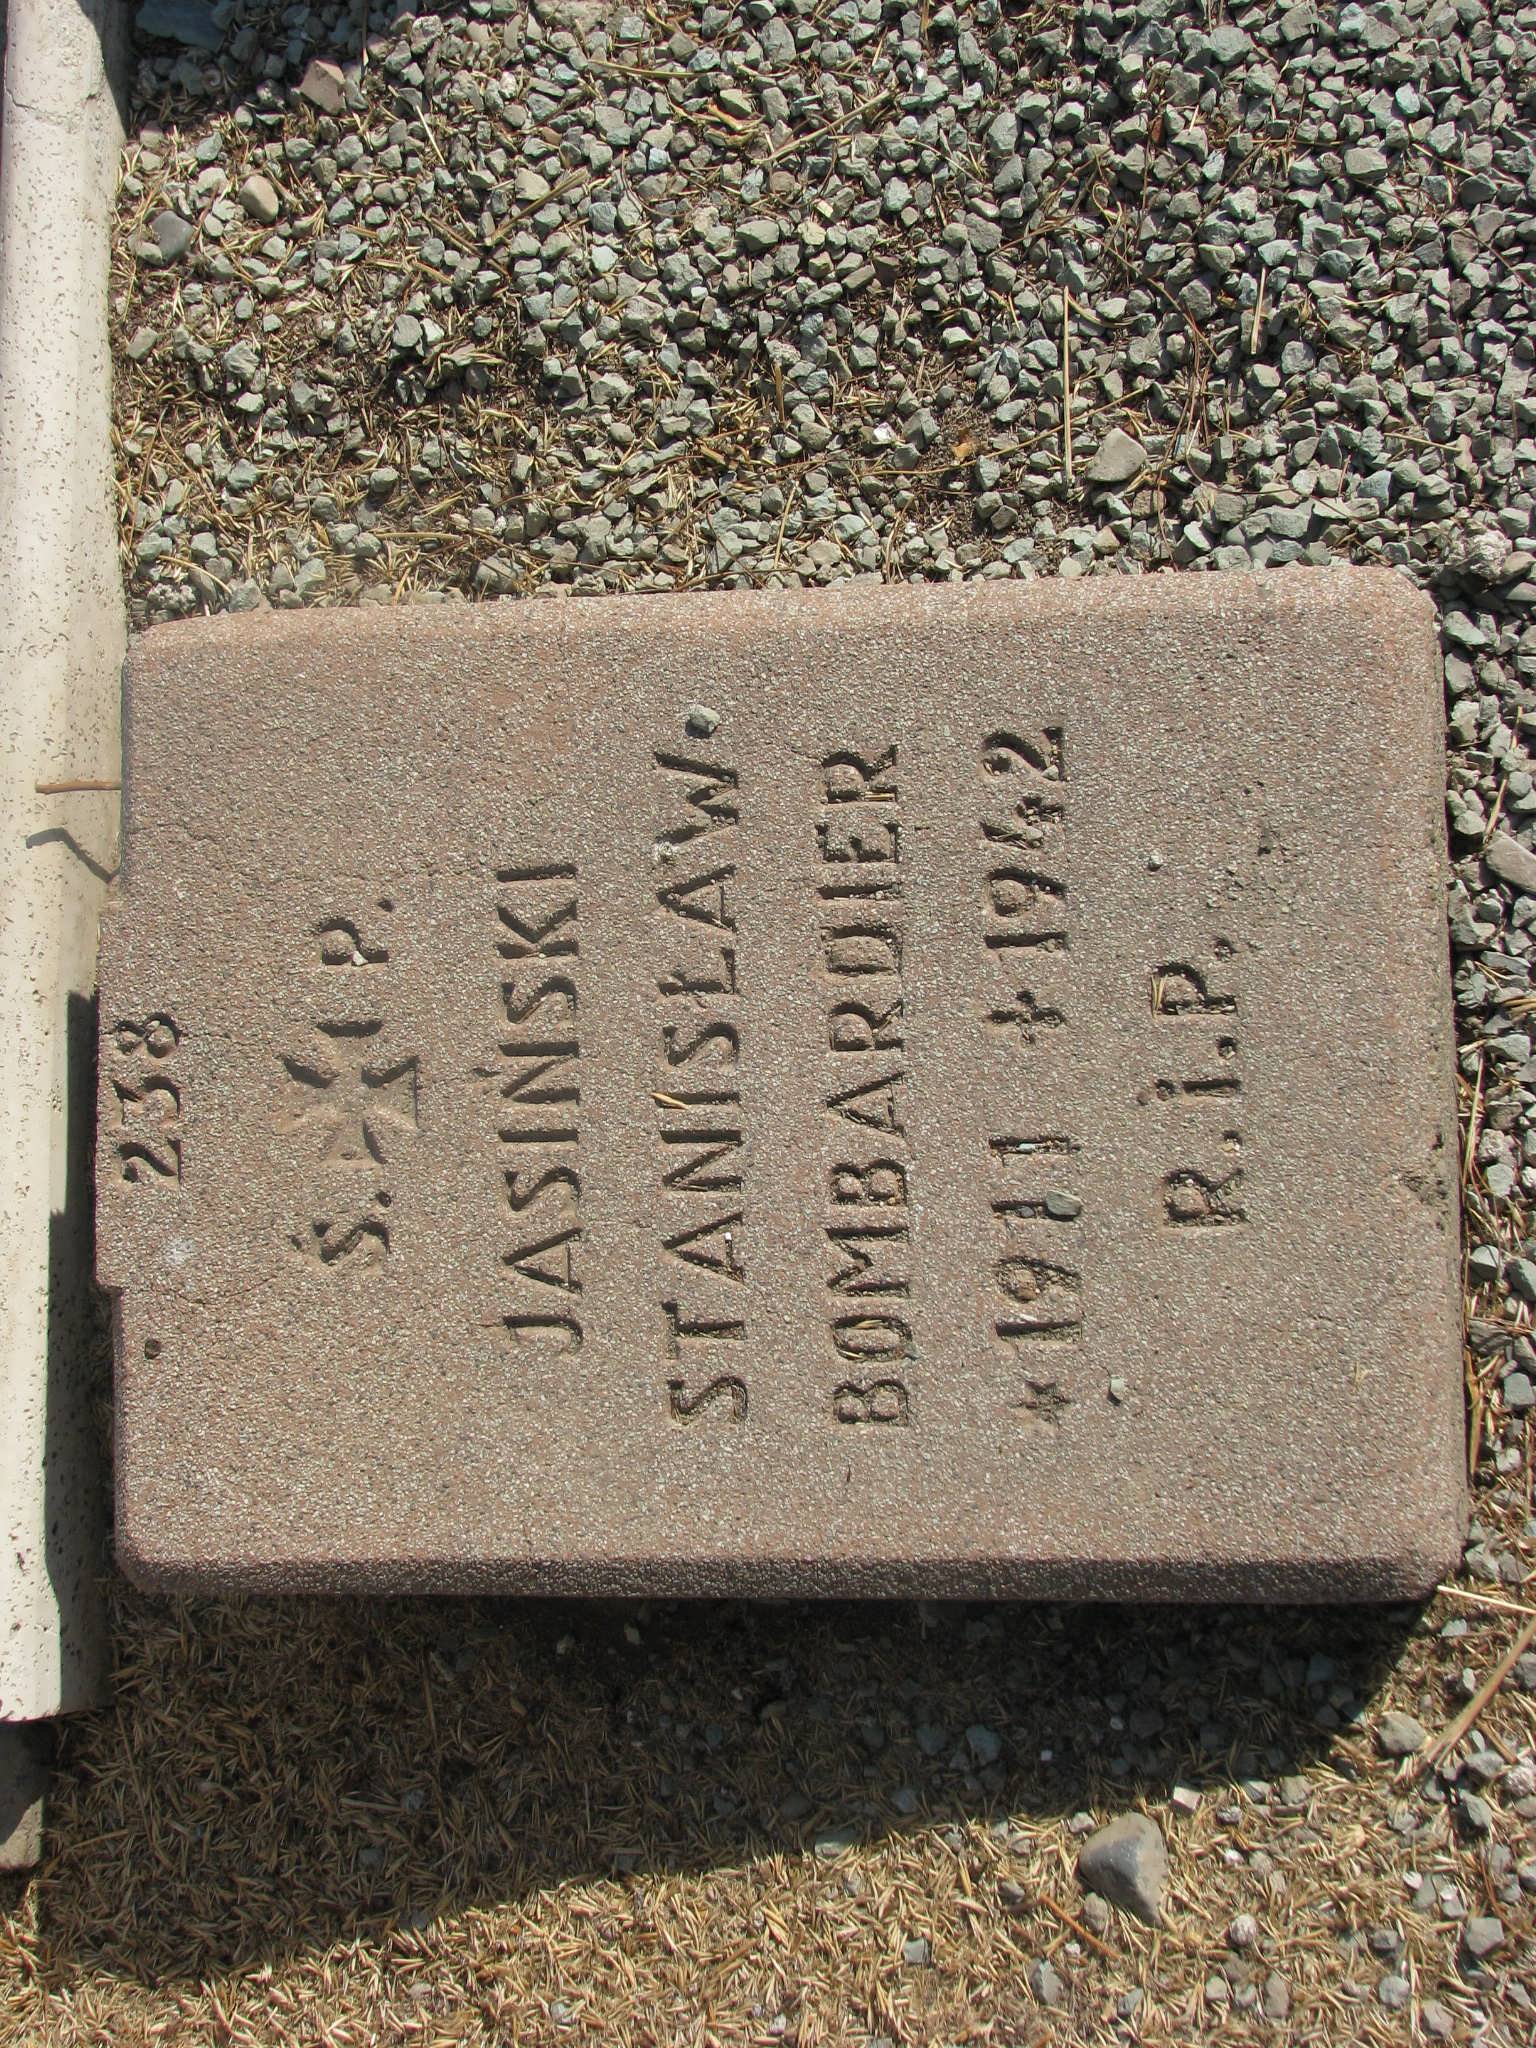 238
Ś. ✠ P.
JASIŃSKI
STANISŁAW.
BOMBARDIER
*1911 +1942
R.i.P.